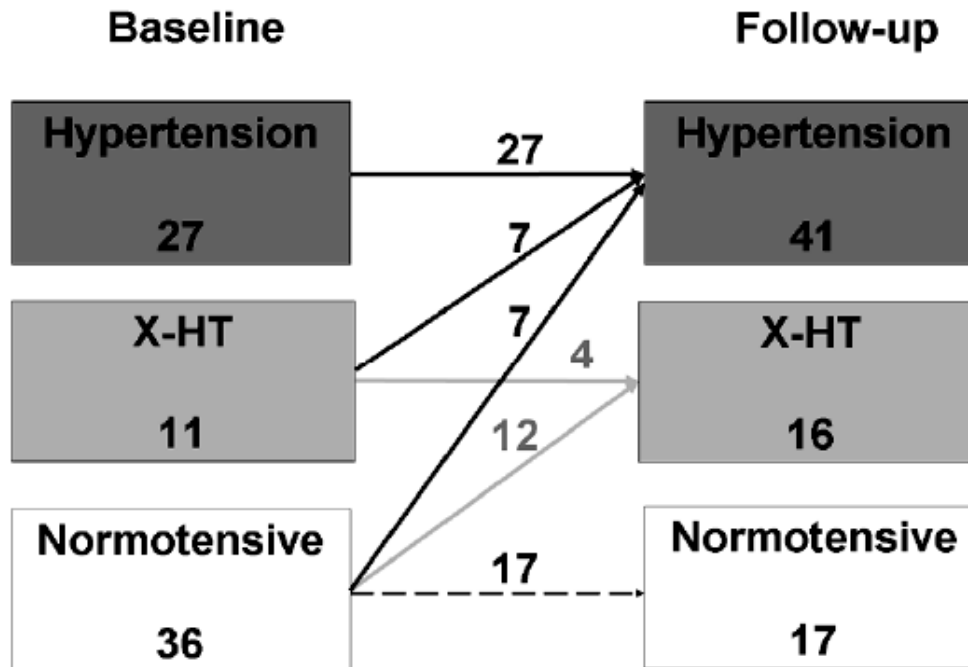 Baseline Follow-up
Hypertension 27 Hypertension
27 7 41
X-HT 7 X-HT
4
11 12 16
Normotensive 17 Normotensive
36 17